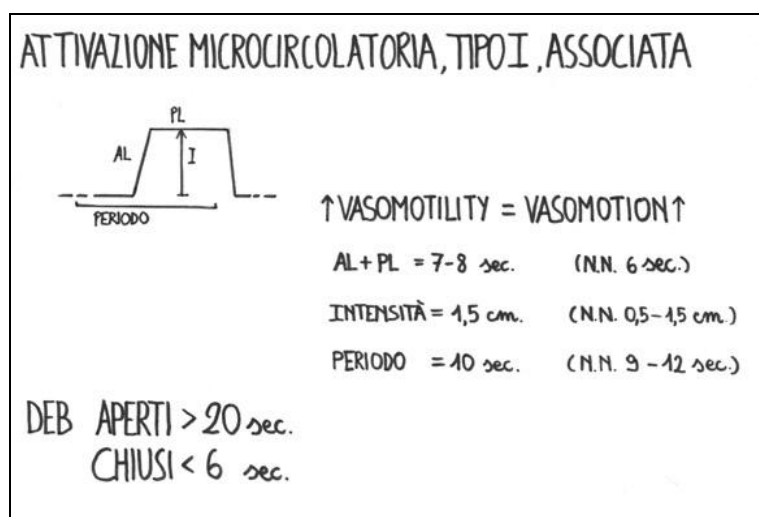 ATTIVAZIONE MICROCIRCOLATORIA, TIPO I, ASSOCIATA
PL
AL
I
PERIODO
↑ VASOMOTILITY = VASOMOTION ↑
AL + PL = 7-8 sec. (N.N. 6 sec.)
INTENSITÀ = 1,5 cm. (N.N. 0,5-1,5 cm.)
PERIODO = 10 sec. (N.N. 9-12 sec.)
DEB APERTI > 20 sec.
CHIUSI < 6 sec.